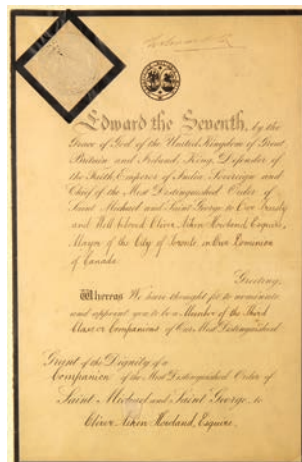 Edward the Seventh, by the
Grace of God of the United Kingdom of Great
Britain and Ireland, King, Defender of
the Faith, Emperor of India, Sovereign and
Chief of the Most Distinguished Order of
Saint Michael and Saint George to Our Trusty
and Well beloved Oliver Aiken Howland, Esquire,
Mayor of the City of Toronto, in Our Dominion
of Canada.
Greeting,
Whereas We have thought fit to nominate
and appoint you to be a Member of the Third
Class or Companions of Our Most Distinguished
Grant of the Dignity of a
Companion of the Most Distinguished Order of
Saint Michael and Saint George, to
Oliver Aiken Howland, Esquire.